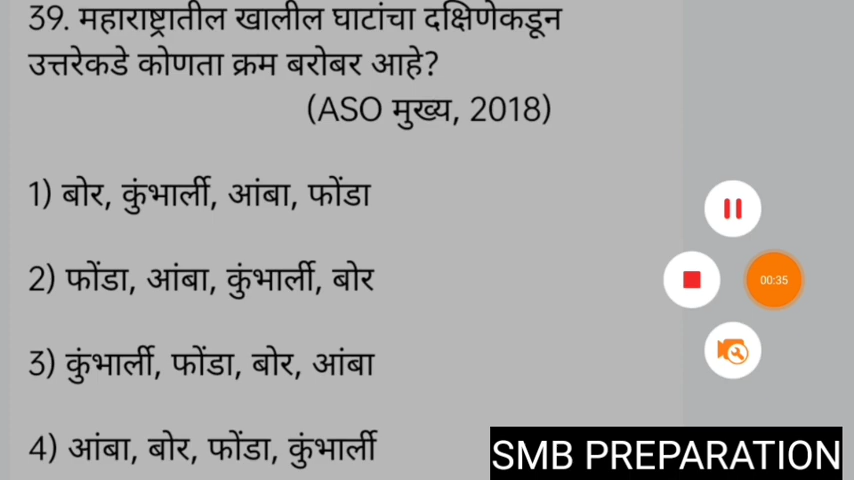 39. महाराष्ट्रातील खालील घाटांचा दक्षिणेकडून
उत्तरेकडे कोणता क्रम बरोबर आहे?
(ASO मुख्य, 2018)
1) बोर, कुंभार्ली, आंबा, फोंडा
2) फोंडा, आंबा, कुंभार्ली, बोर
3) कुंभार्ली, फोंडा, बोर, आंबा
4) आंबा, बोर, फोंडा, कुंभार्ली
00:35
SMB PREPARATION